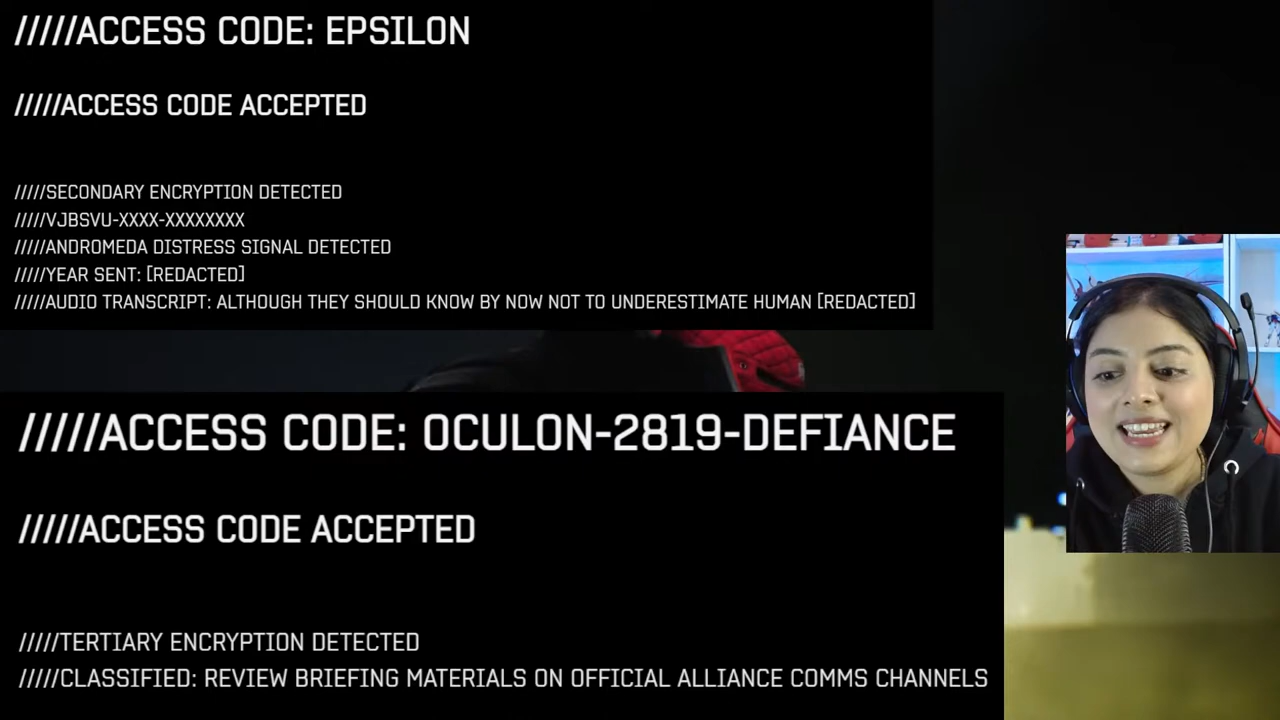 /////ACCESS CODE: EPSILON
/////ACCESS CODE ACCEPTED
/////SECONDARY ENCRYPTION DETECTED
/////VJBSVU-XXXX-XXXXXXXX
/////ANDROMEDA DISTRESS SIGNAL DETECTED
/////YEAR SENT: [REDACTED]
/////AUDIO TRANSCRIPT: ALTHOUGH THEY SHOULD KNOW BY NOW NOT TO UNDERESTIMATE HUMAN [REDACTED]
/////ACCESS CODE: OCULON-2819-DEFIANCE
/////ACCESS CODE ACCEPTED
/////TERTIARY ENCRYPTION DETECTED
/////CLASSIFIED: REVIEW BRIEFING MATERIALS ON OFFICIAL ALLIANCE COMMS CHANNELS